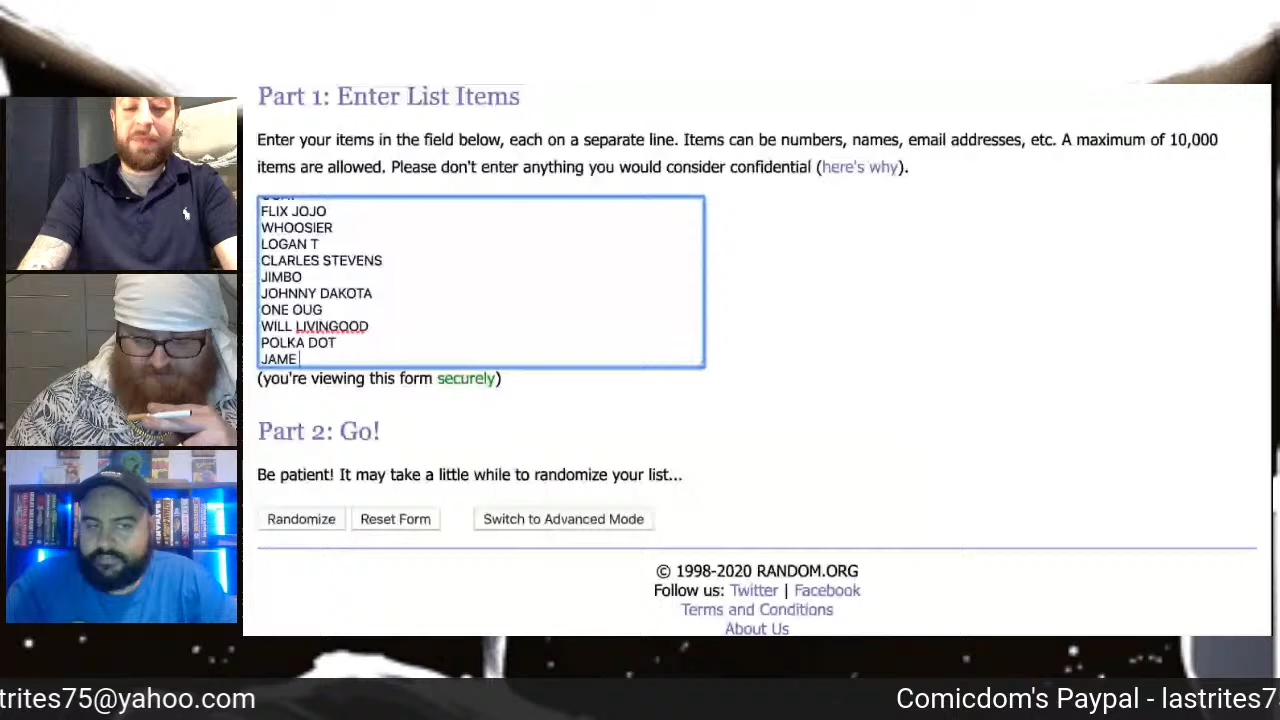 Part 1: Enter List Items
Enter your items in the field below, each on a separate line. Items can be numbers, names, email addresses, etc. A maximum of 10,000
items are allowed. Please don't enter anything you would consider confidential (here's why).
FLIX JOJO
WHOOSIER
LOGAN T
CLARLES STEVENS
JIMBO
JOHNNY DAKOTA
ONE OUG
WILL LIVINGOOD
POLKA DOT
JAME
(you're viewing this form securely)
Part 2: Go!
Be patient! It may take a little while to randomize your list...
Randomize Reset Form Switch to Advanced Mode
© 1998-2020 RANDOM.ORG
Follow us: Twitter | Facebook
Terms and Conditions
About Us
trites75@yahoo.com Comicdom's Paypal - lastrites7